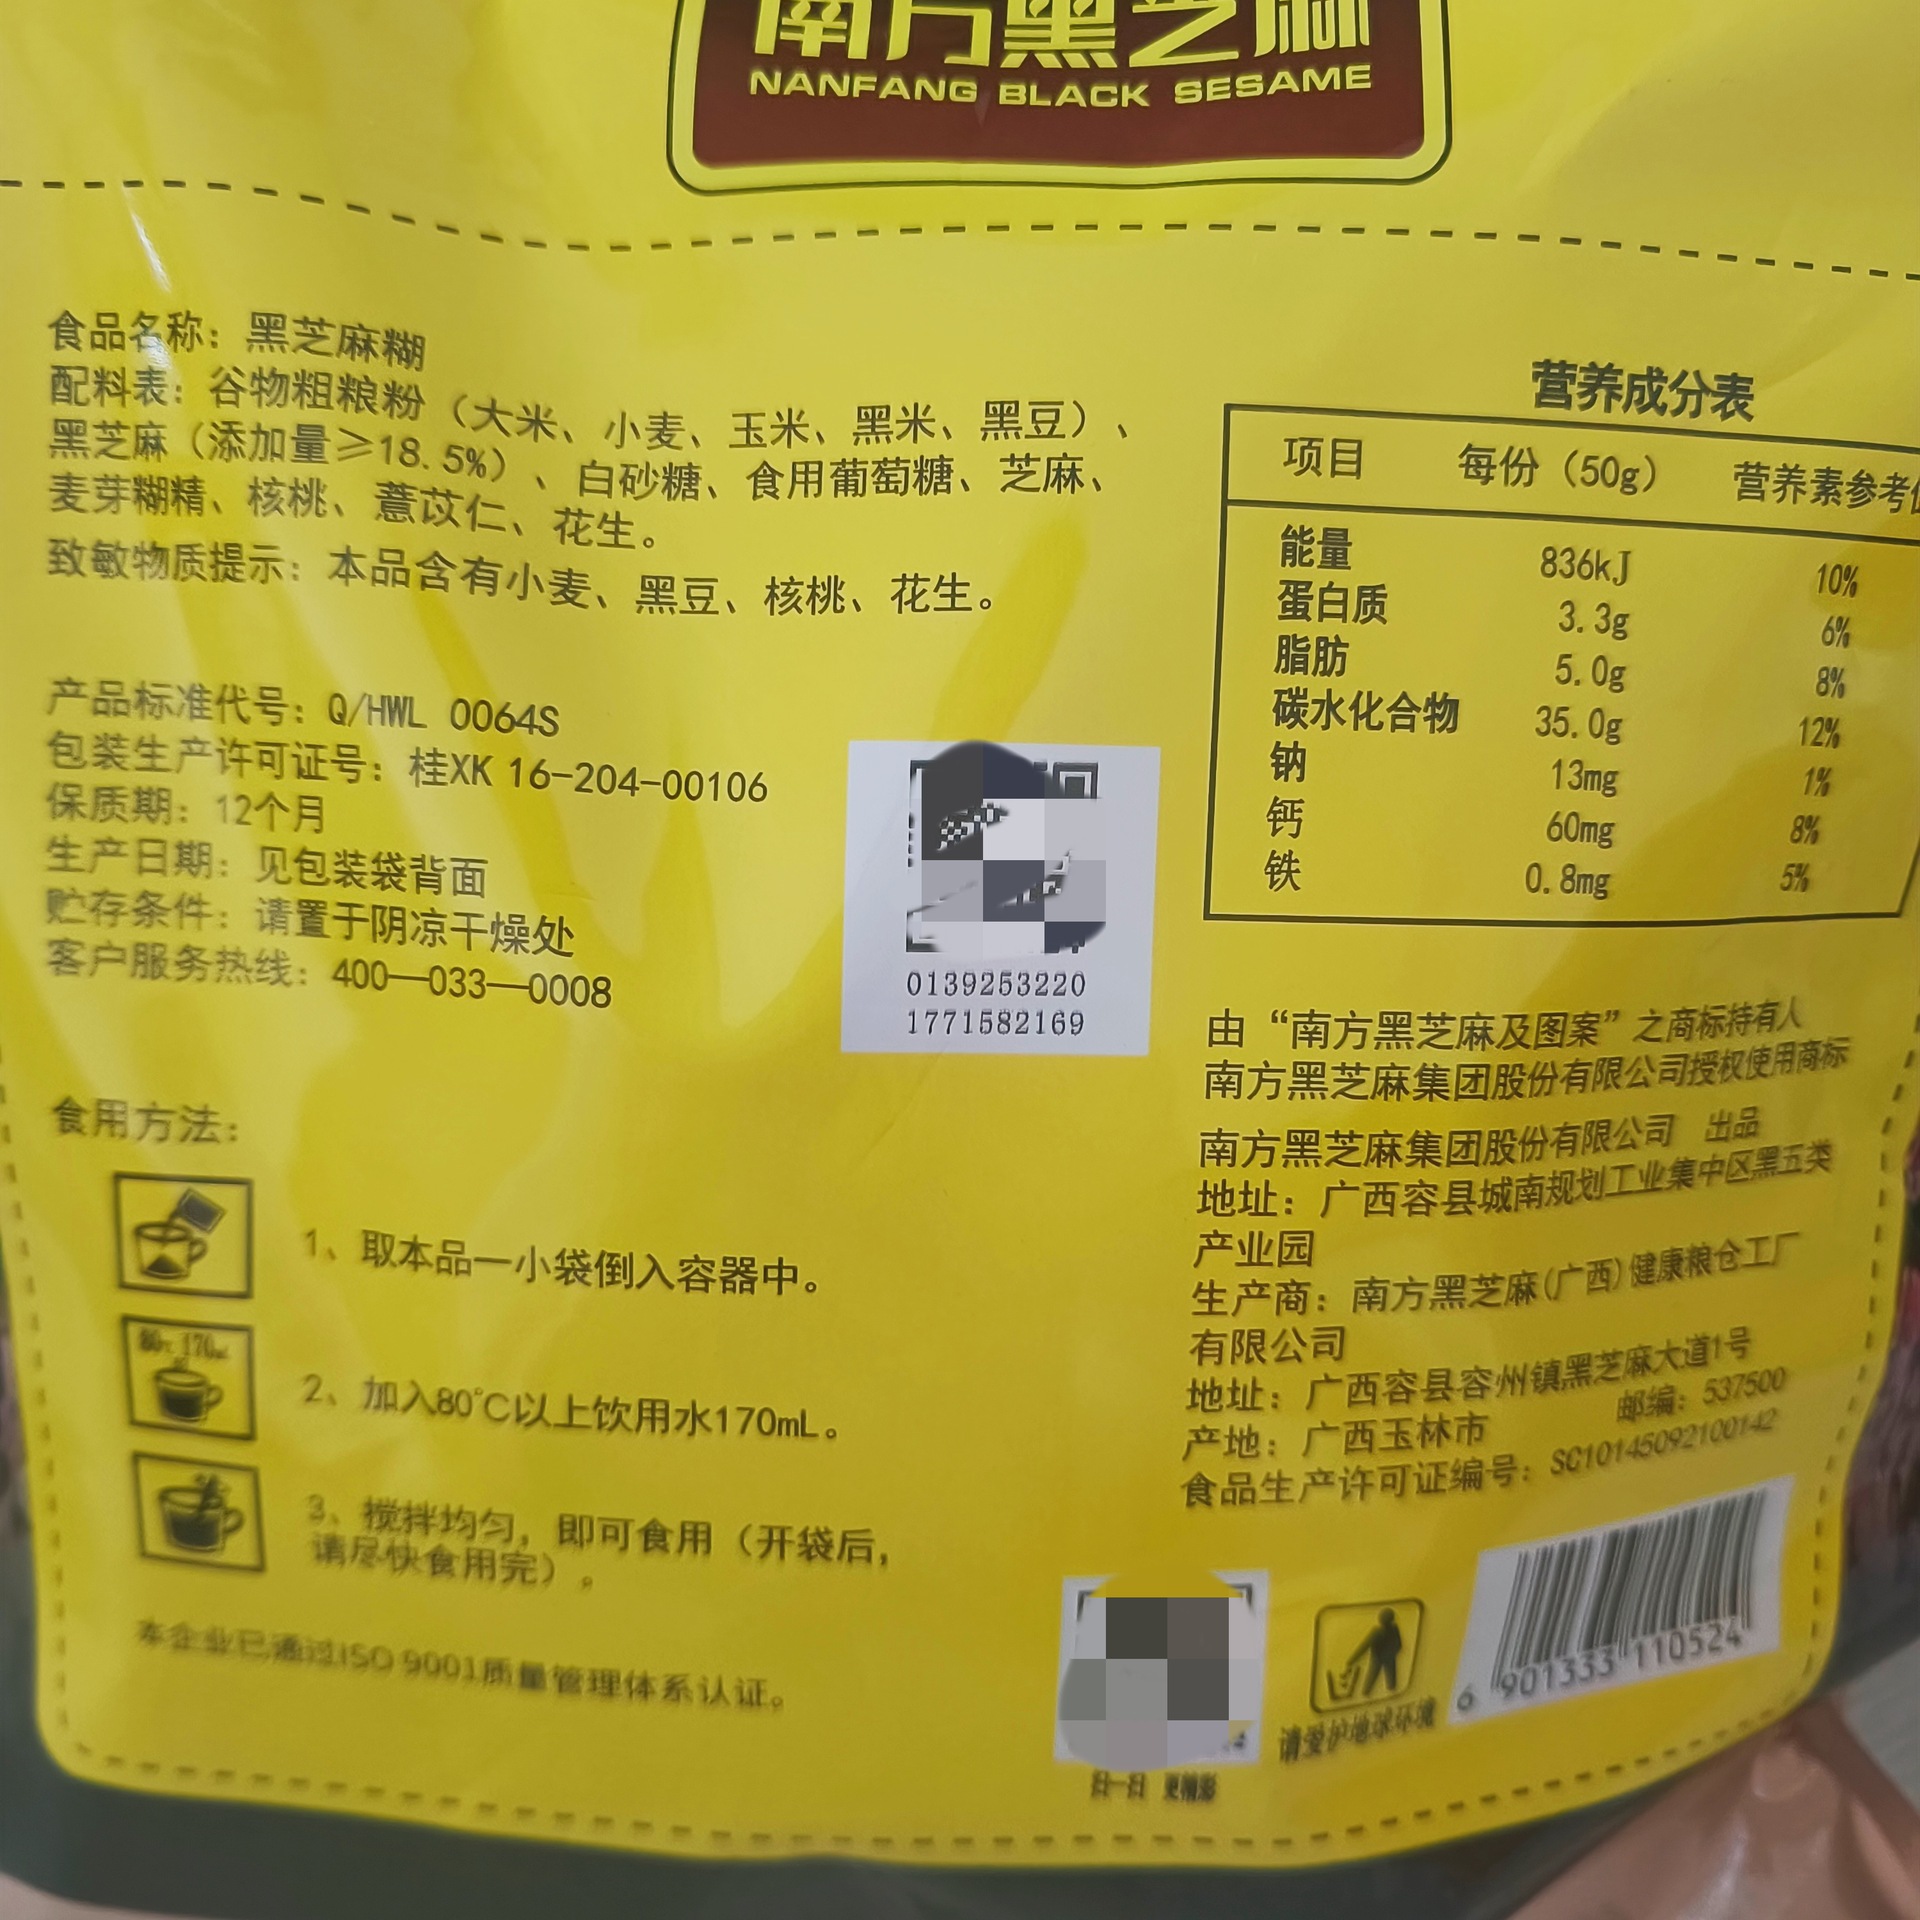 南方黑芝麻
NANFANG BLACK SESAME
食品名称：黑芝麻糊
配料表：谷物粗粮粉（大米、小麦、玉米、黑米、黑豆）、
黑芝麻（添加量≥18.5%）、白砂糖、食用葡萄糖、芝麻、
麦芽糊精、核桃、薏苡仁、花生。
致敏物质提示：本品含有小麦、黑豆、核桃、花生。
产品标准代号：Q/HWL 0064S
包装生产许可证号：桂XK 16-204-00106
保质期：12个月
生产日期：见包装袋背面
贮存条件：请置于阴凉干燥处
客户服务热线：400—033—0008
0139253220
1771582169
食用方法：
1、取本品一小袋倒入容器中。
80℃ 170mL
2、加入80℃以上饮用水170mL。
3、搅拌均匀，即可食用（开袋后，
请尽快食用完）。
本企业已通过ISO 9001质量管理体系认证。
营养成分表
项目 每份（50g） 营养素参考
能量 836kJ 10%
蛋白质 3.3g 6%
脂肪 5.0g 8%
碳水化合物 35.0g 12%
钠 13mg 1%
钙 60mg 8%
铁 0.8mg 5%
由“南方黑芝麻及图案”之商标持有人
南方黑芝麻集团股份有限公司授权使用商标
南方黑芝麻集团股份有限公司 出品
地址：广西容县城南规划工业集中区黑五类
产业园
生产商：南方黑芝麻(广西)健康粮仓工厂
有限公司
地址：广西容县容州镇黑芝麻大道1号
产地：广西玉林市 邮编：537500
食品生产许可证编号：SC10145092100142
扫一扫 更精彩
请爱护地球环境
6 901333 110524